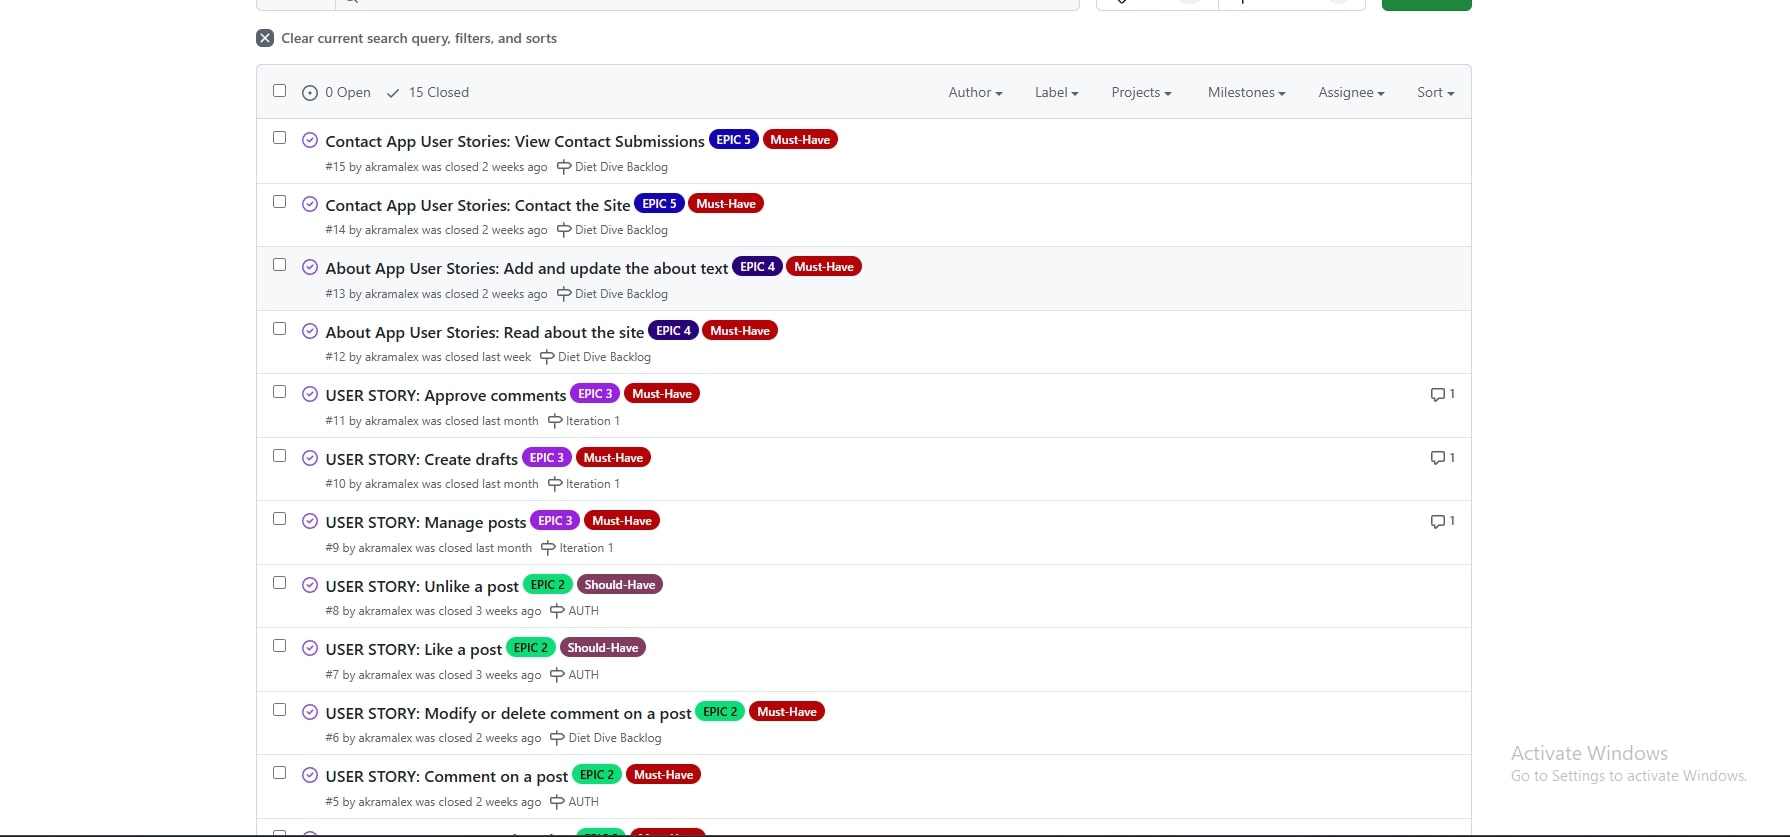 Clear current search query, filters, and sorts
0 Open 15 Closed Author Label Projects Milestones Assignee Sort
Contact App User Stories: View Contact Submissions EPIC 5 Must-Have
#15 by akramalex was closed 2 weeks ago Diet Dive Backlog
Contact App User Stories: Contact the Site EPIC 5 Must-Have
#14 by akramalex was closed 2 weeks ago Diet Dive Backlog
About App User Stories: Add and update the about text EPIC 4 Must-Have
#13 by akramalex was closed 2 weeks ago Diet Dive Backlog
About App User Stories: Read about the site EPIC 4 Must-Have
#12 by akramalex was closed last week Diet Dive Backlog
USER STORY: Approve comments EPIC 3 Must-Have 1
#11 by akramalex was closed last month Iteration 1
USER STORY: Create drafts EPIC 3 Must-Have 1
#10 by akramalex was closed last month Iteration 1
USER STORY: Manage posts EPIC 3 Must-Have 1
#9 by akramalex was closed last month Iteration 1
USER STORY: Unlike a post EPIC 2 Should-Have
#8 by akramalex was closed 3 weeks ago AUTH
USER STORY: Like a post EPIC 2 Should-Have
#7 by akramalex was closed 3 weeks ago AUTH
USER STORY: Modify or delete comment on a post EPIC 2 Must-Have
#6 by akramalex was closed 2 weeks ago Diet Dive Backlog
USER STORY: Comment on a post EPIC 2 Must-Have
#5 by akramalex was closed 2 weeks ago AUTH
Activate Windows
Go to Settings to activate Windows.